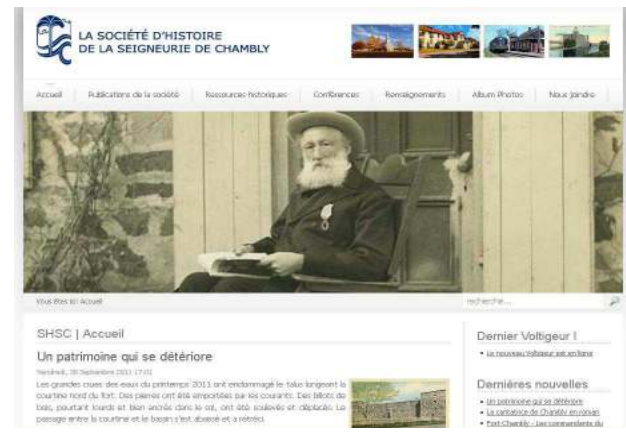 LA SOCIÉTÉ D'HISTOIRE
DE LA SEIGNEURIE DE CHAMBLY
Accueil
Publications de la société
Ressources historiques
Conférences
Renseignements
Album Photos
Nous joindre
Vous êtes ici: Accueil
recherche...
SHSC | Accueil
Un patrimoine qui se détériore
Vendredi, 30 Septembre 2011 17:01
Les grandes crues des eaux du printemps 2011 ont endommagé le talus longeant la
courtine nord du fort. Des pierres ont été emportées par les courants. Des billots de
bois, pourtant lourds et bien ancrés dans le sol, ont été soulevés et déplacés. Le
passage entre la courtine et le bassin s'est abaissé et a rétréci.
Dernier Voltigeur !
Le nouveau Voltigeur est en ligne
Dernières nouvelles
Un patrimoine qui se détériore
La cantatrice de Chambly en roman
Fort Chambly - Les commandants du